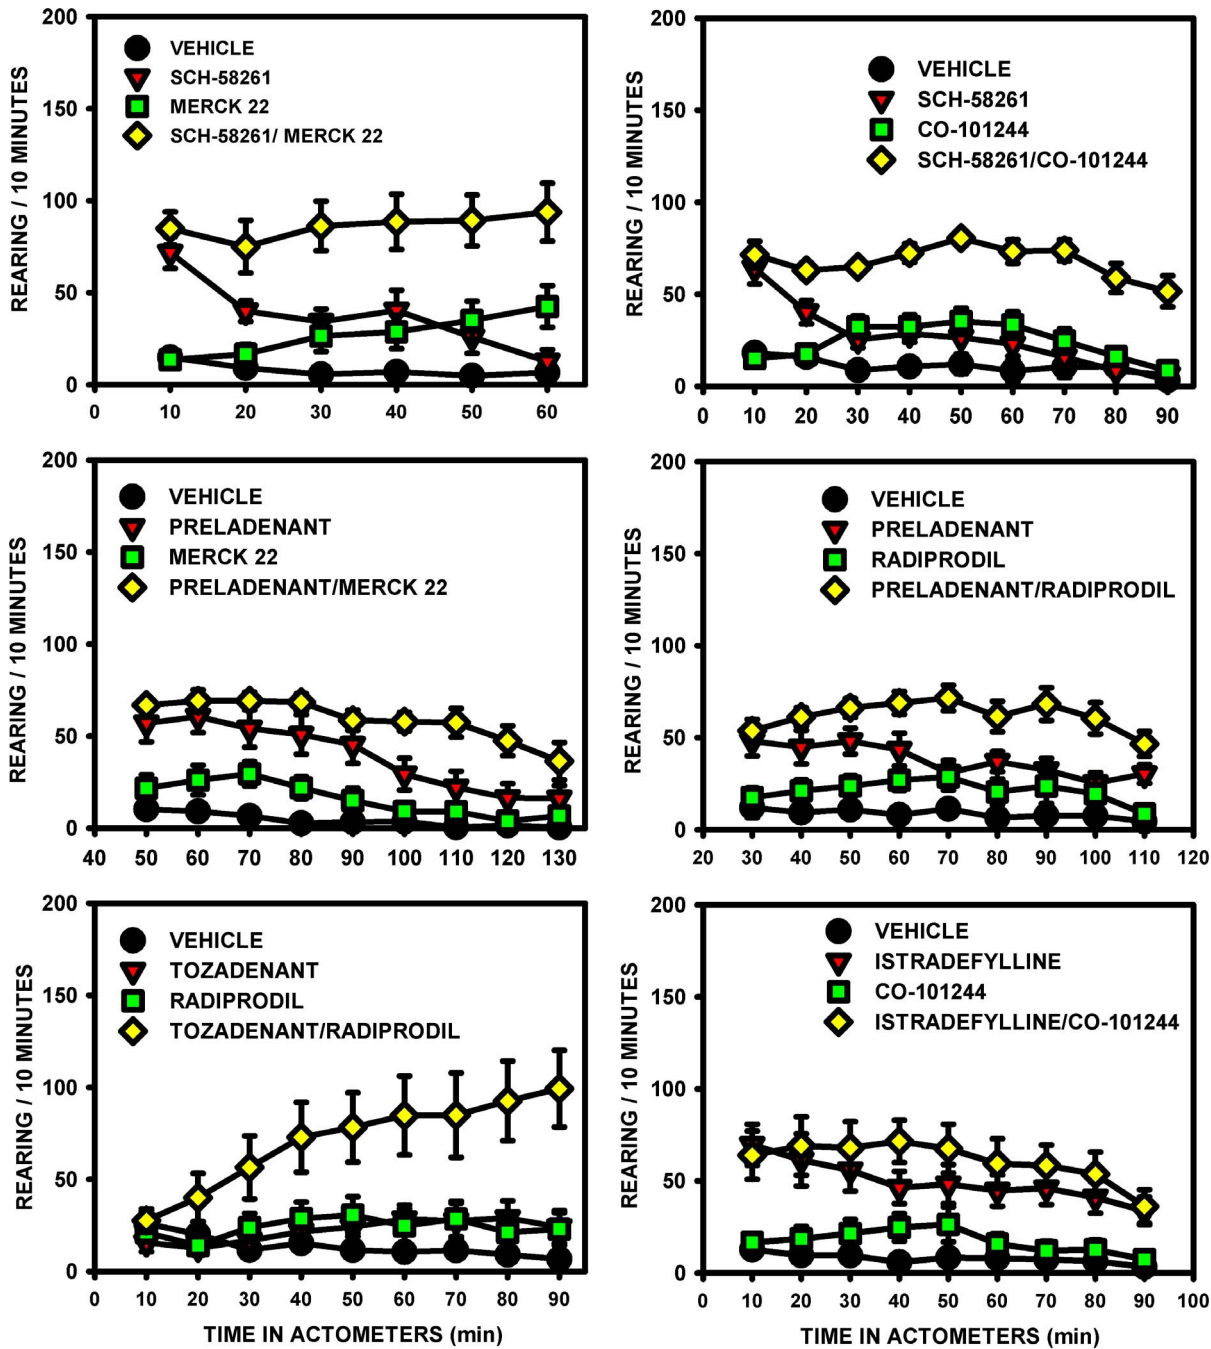 REARING / 10 MINUTES
200
150
100
50
0
VEHICLE
SCH-58261
MERCK 22
SCH-58261/ MERCK 22
0 10 20 30 40 50 60
REARING / 10 MINUTES
200
150
100
50
0
VEHICLE
SCH-58261
CO-101244
SCH-58261/CO-101244
0 10 20 30 40 50 60 70 80 90
REARING / 10 MINUTES
200
150
100
50
0
VEHICLE
PRELADENANT
MERCK 22
PRELADENANT/MERCK 22
40 50 60 70 80 90 100 110 120 130
REARING / 10 MINUTES
200
150
100
50
0
VEHICLE
PRELADENANT
RADIPRODIL
PRELADENANT/RADIPRODIL
20 30 40 50 60 70 80 90 100 110 120
REARING / 10 MINUTES
200
150
100
50
0
VEHICLE
TOZADENANT
RADIPRODIL
TOZADENANT/RADIPRODIL
0 10 20 30 40 50 60 70 80 90
TIME IN ACTOMETERS (min)
REARING / 10 MINUTES
200
150
100
50
0
VEHICLE
ISTRADEFYLLINE
CO-101244
ISTRADEFYLLINE/CO-101244
0 10 20 30 40 50 60 70 80 90 100
TIME IN ACTOMETERS (min)